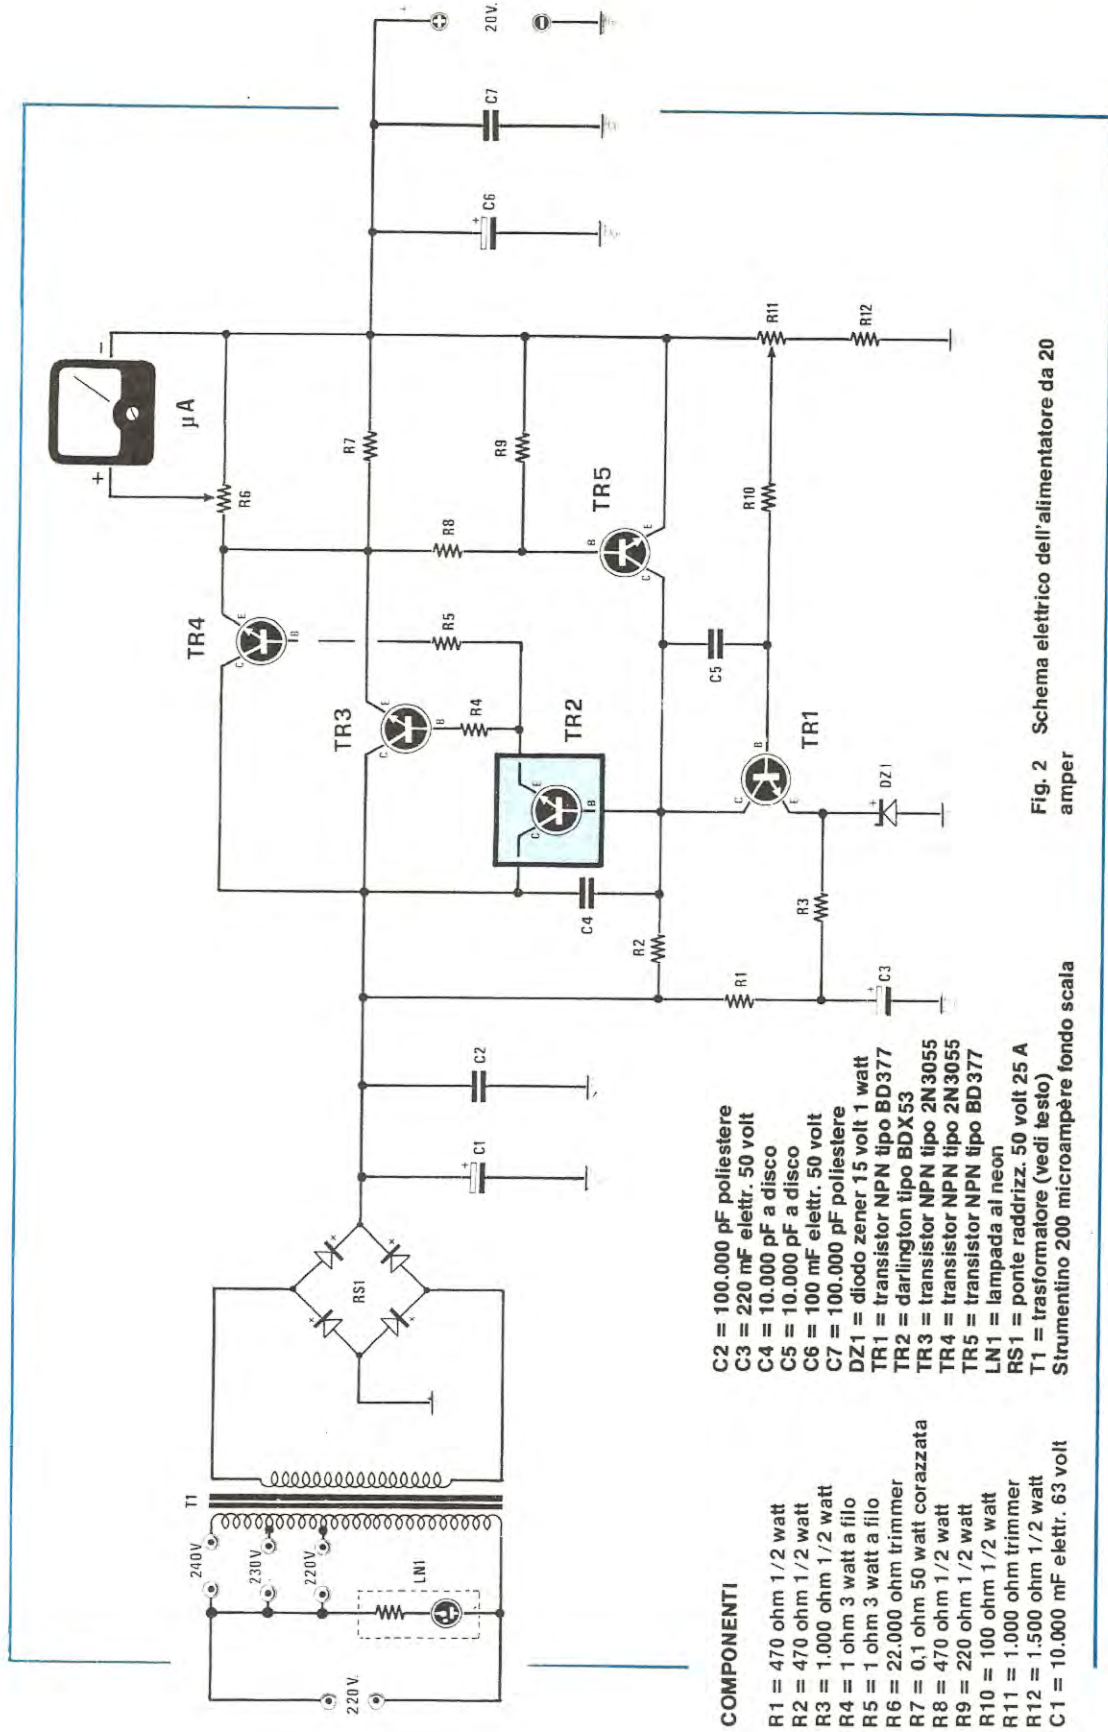 T1
240V
230V
220V
220V.
LN1
RS1
+
+
+
+
C1
+
C2
C3
+
C4
C5
C6
+
C7
R1
R2
R3
R4
R5
R6
R7
R8
R9
R10
R11
R12
DZ1
+
TR1
B
C
E
TR2
C
E
B
TR3
C
E
B
TR4
C
E
B
TR5
B
C
E
+
−
µA
+
20V.
−
COMPONENTI
R1 = 470 ohm 1/2 watt
R2 = 470 ohm 1/2 watt
R3 = 1.000 ohm 1/2 watt
R4 = 1 ohm 3 watt a filo
R5 = 1 ohm 3 watt a filo
R6 = 22.000 ohm trimmer
R7 = 0,1 ohm 50 watt corazzata
R8 = 470 ohm 1/2 watt
R9 = 220 ohm 1/2 watt
R10 = 100 ohm 1/2 watt
R11 = 1.000 ohm trimmer
R12 = 1.500 ohm 1/2 watt
C1 = 10.000 mF elettr. 63 volt
C2 = 100.000 pF poliestere
C3 = 220 mF elettr. 50 volt
C4 = 10.000 pF a disco
C5 = 10.000 pF a disco
C6 = 100 mF elettr. 50 volt
C7 = 100.000 pF poliestere
DZ1 = diodo zener 15 volt 1 watt
TR1 = transistor NPN tipo BD377
TR2 = darlington tipo BDX53
TR3 = transistor NPN tipo 2N3055
TR4 = transistor NPN tipo 2N3055
TR5 = transistor NPN tipo BD377
LN1 = lampada al neon
RS1 = ponte raddrizz. 50 volt 25 A
T1 = trasformatore (vedi testo)
Strumentino 200 microampère fondo scala
Fig. 2 Schema elettrico dell'alimentatore da 20
amper